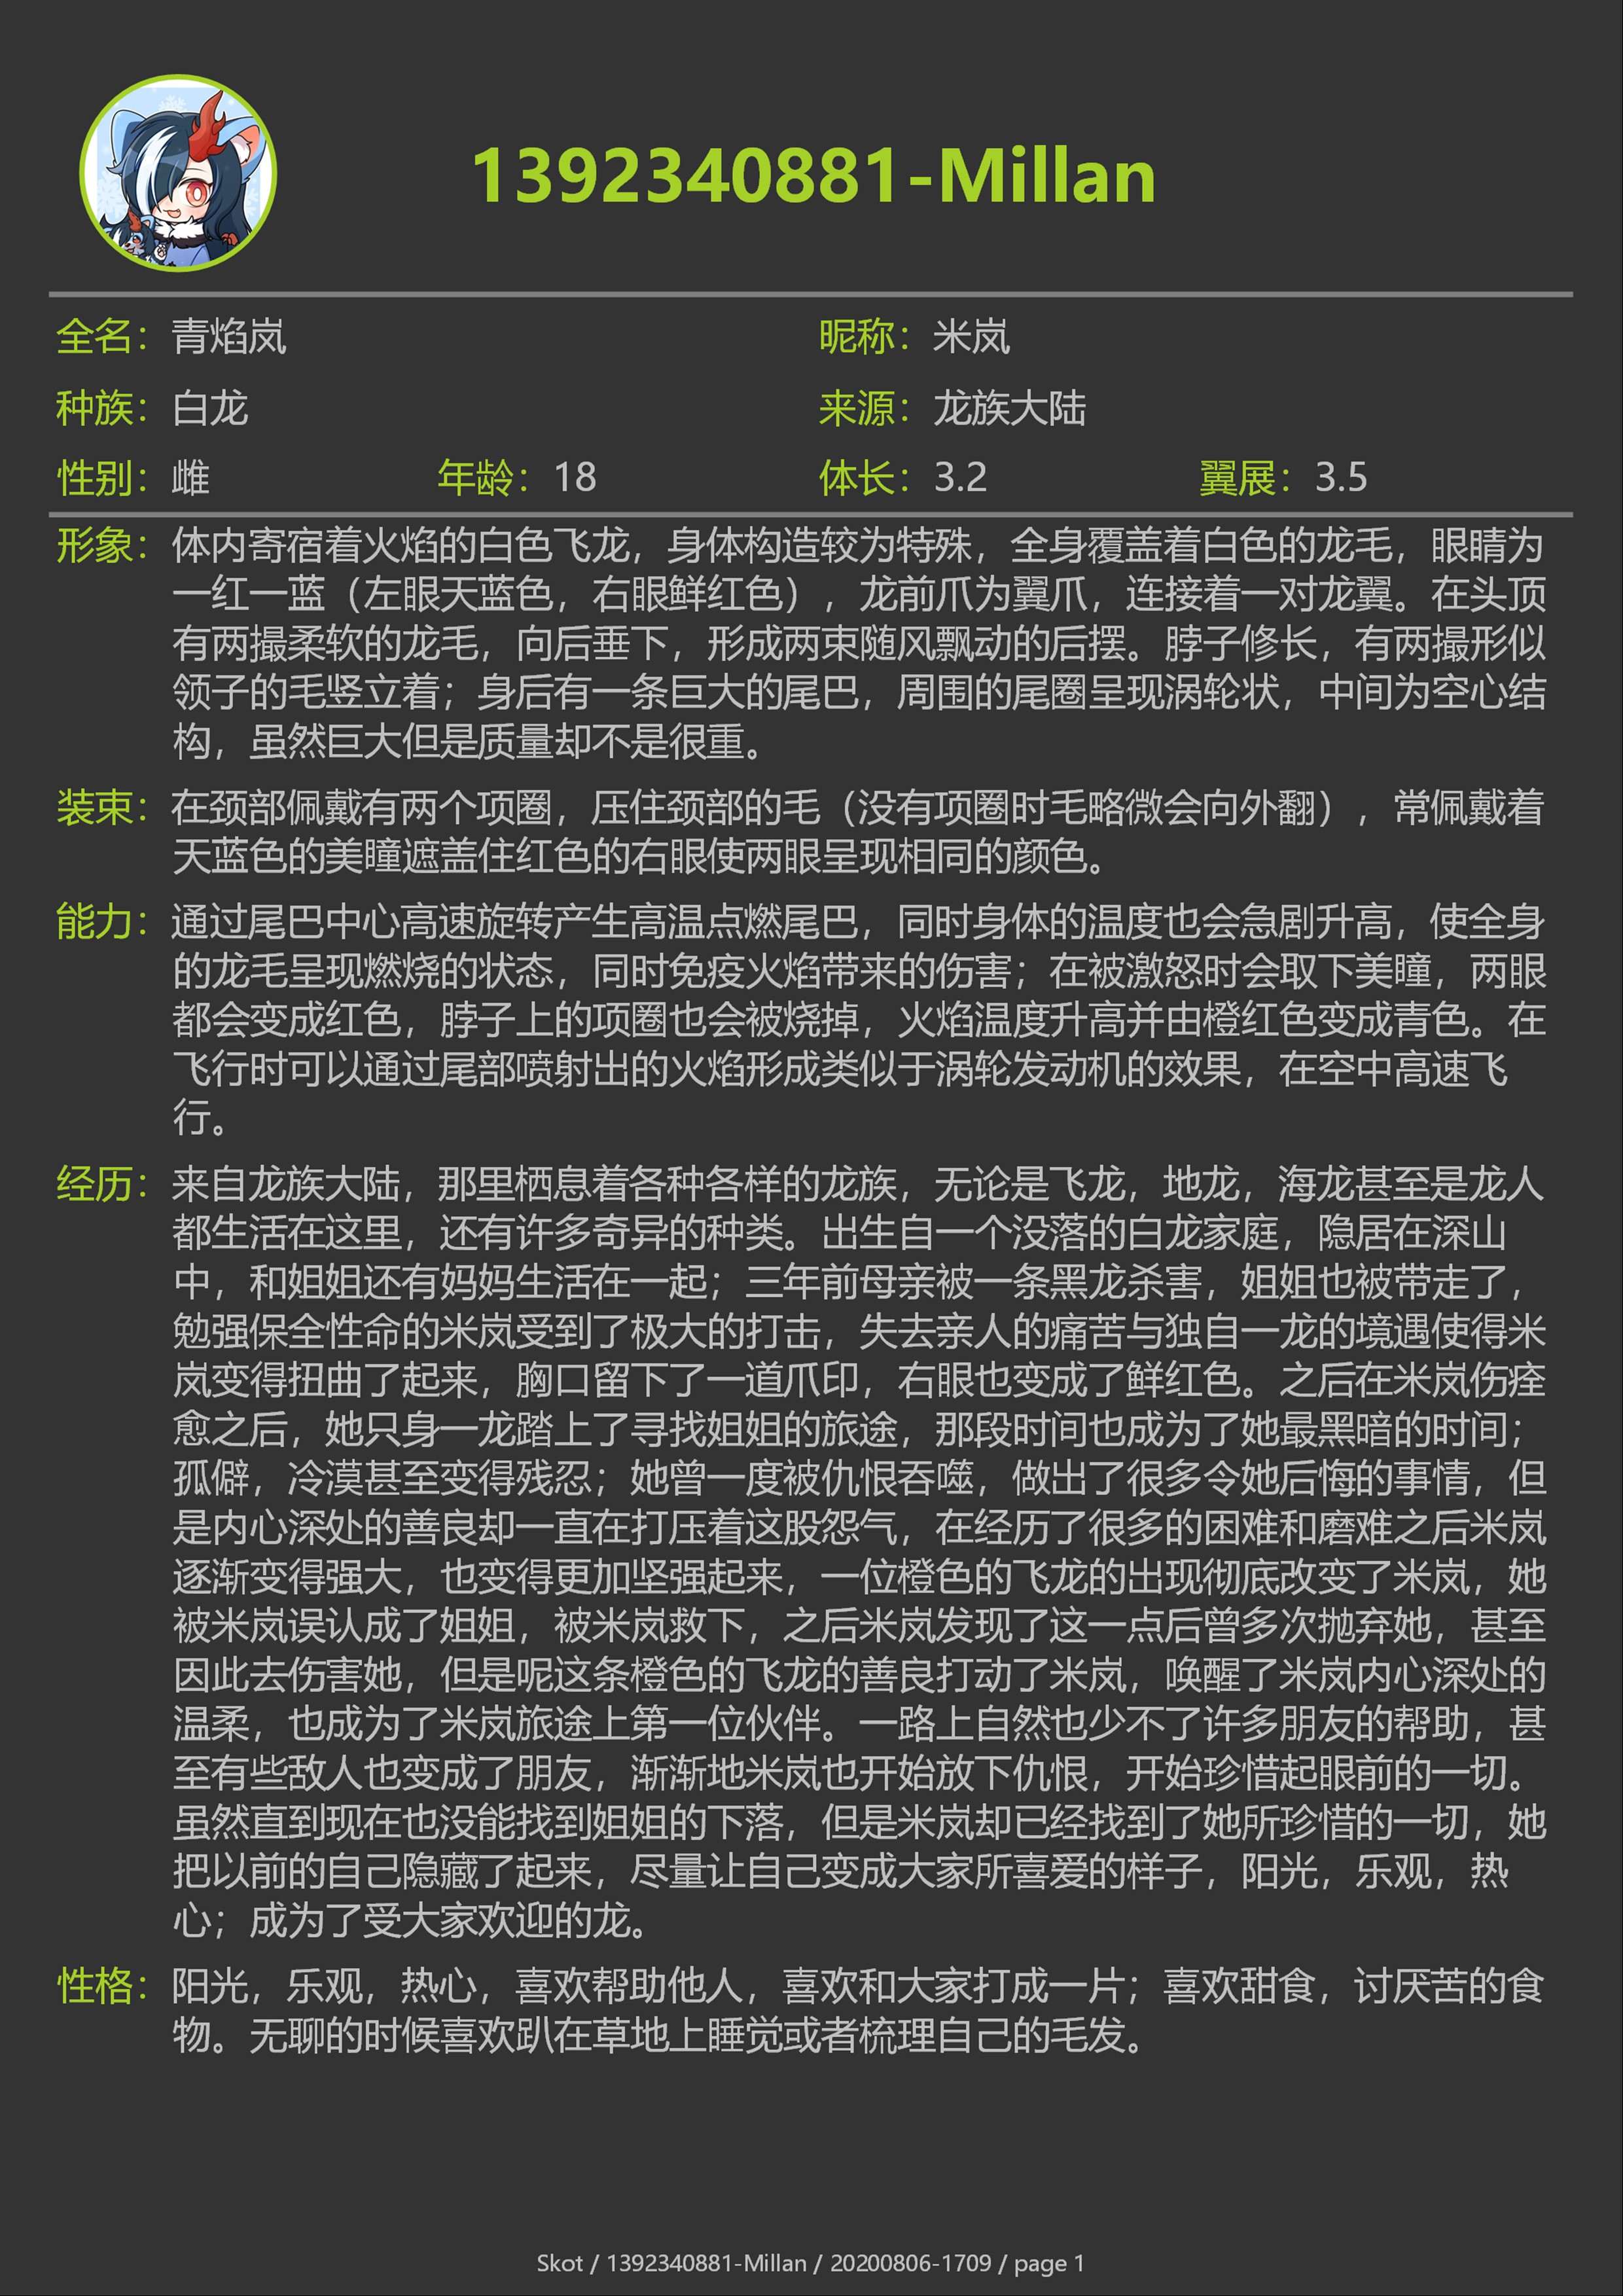 1392340881-Millan
全名：青焰岚 昵称：米岚
种族：白龙 来源：龙族大陆
性别：雌 年龄：18 体长：3.2 翼展：3.5
形象：体内寄宿着火焰的白色飞龙，身体构造较为特殊，全身覆盖着白色的龙毛，眼睛为
一红一蓝（左眼天蓝色，右眼鲜红色），龙前爪为翼爪，连接着一对龙翼。在头顶
有两撮柔软的龙毛，向后垂下，形成两束随风飘动的后摆。脖子修长，有两撮形似
领子的毛竖立着；身后有一条巨大的尾巴，周围的尾圈呈现涡轮状，中间为空心结
构，虽然巨大但是质量却不是很重。
装束：在颈部佩戴有两个项圈，压住颈部的毛（没有项圈时毛略微会向外翻），常佩戴着
天蓝色的美瞳遮盖住红色的右眼使两眼呈现相同的颜色。
能力：通过尾巴中心高速旋转产生高温点燃尾巴，同时身体的温度也会急剧升高，使全身
的龙毛呈现燃烧的状态，同时免疫火焰带来的伤害；在被激怒时会取下美瞳，两眼
都会变成红色，脖子上的项圈也会被烧掉，火焰温度升高并由橙红色变成青色。在
飞行时可以通过尾部喷射出的火焰形成类似于涡轮发动机的效果，在空中高速飞
行。
经历：来自龙族大陆，那里栖息着各种各样的龙族，无论是飞龙，地龙，海龙甚至是龙人
都生活在这里，还有许多奇异的种类。出生自一个没落的白龙家庭，隐居在深山
中，和姐姐还有妈妈生活在一起；三年前母亲被一条黑龙杀害，姐姐也被带走了，
勉强保全性命的米岚受到了极大的打击，失去亲人的痛苦与独自一龙的境遇使得米
岚变得扭曲了起来，胸口留下了一道爪印，右眼也变成了鲜红色。之后在米岚伤痊
愈之后，她只身一龙踏上了寻找姐姐的旅途，那段时间也成为了她最黑暗的时间；
孤僻，冷漠甚至变得残忍；她曾一度被仇恨吞噬，做出了很多令她后悔的事情，但
是内心深处的善良却一直在打压着这股怨气，在经历了很多的困难和磨难之后米岚
逐渐变得强大，也变得更加坚强起来，一位橙色的飞龙的出现彻底改变了米岚，她
被米岚误认成了姐姐，被米岚救下，之后米岚发现了这一点后曾多次抛弃她，甚至
因此去伤害她，但是呢这条橙色的飞龙的善良打动了米岚，唤醒了米岚内心深处的
温柔，也成为了米岚旅途上第一位伙伴。一路上自然也少不了许多朋友的帮助，甚
至有些敌人也变成了朋友，渐渐地米岚也开始放下仇恨，开始珍惜起眼前的一切。
虽然直到现在也没能找到姐姐的下落，但是米岚却已经找到了她所珍惜的一切，她
把以前的自己隐藏了起来，尽量让自己变成大家所喜爱的样子，阳光，乐观，热
心；成为了受大家欢迎的龙。
性格：阳光，乐观，热心，喜欢帮助他人，喜欢和大家打成一片；喜欢甜食，讨厌苦的食
物。无聊的时候喜欢趴在草地上睡觉或者梳理自己的毛发。
Skot / 1392340881-Millan / 20200806-1709 / page 1